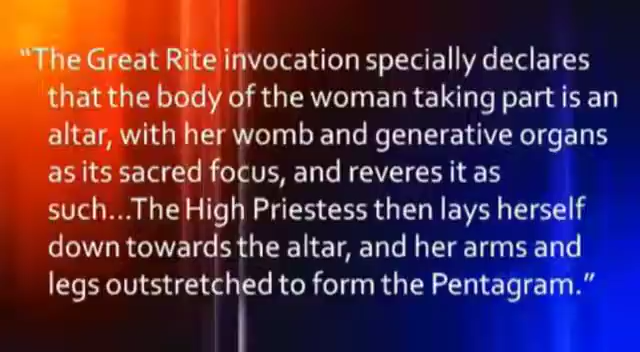 “The Great Rite invocation specially declares
that the body of the woman taking part is an
altar, with her womb and generative organs
as its sacred focus, and reveres it as
such...The High Priestess then lays herself
down towards the altar, and her arms and
legs outstretched to form the Pentagram.”